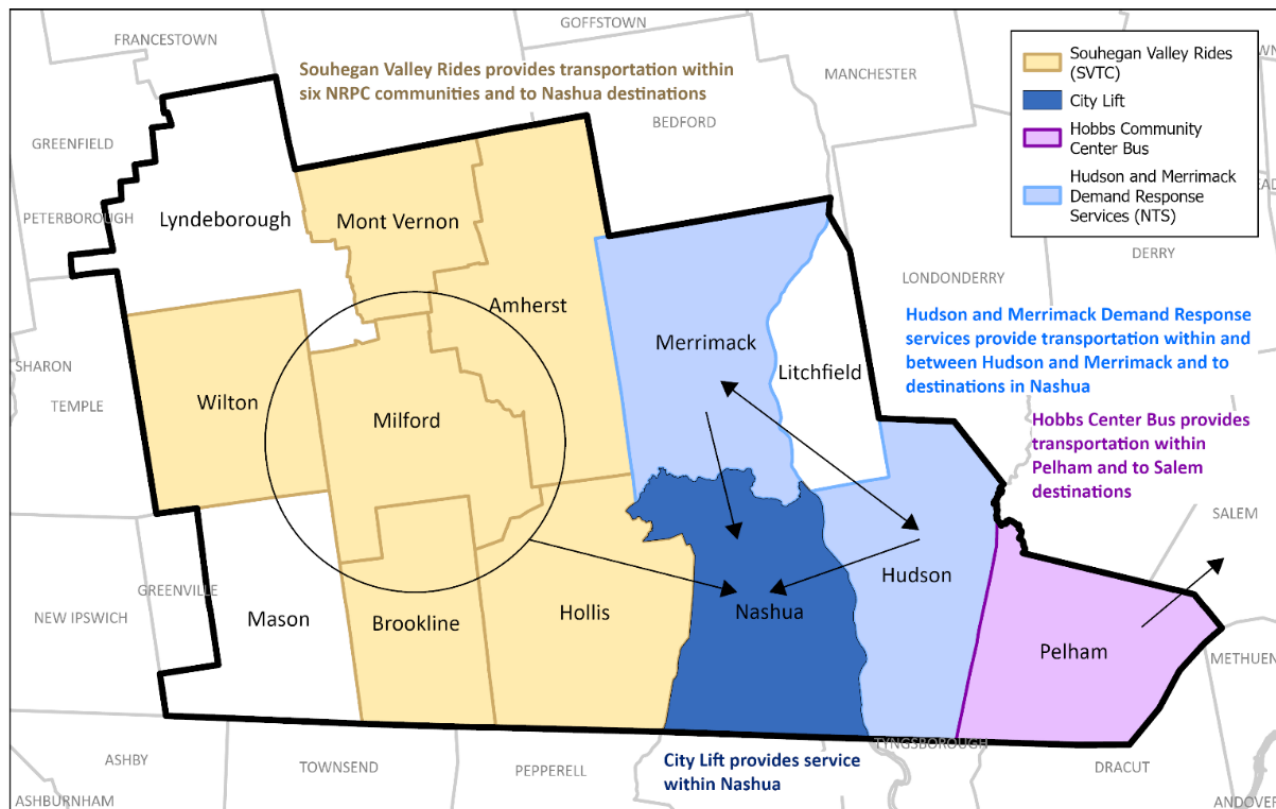 GOFFSTOWN
FRANCESTOWN
Souhegan Valley Rides provides transportation within
six NRPC communities and to Nashua destinations
MANCHESTER
BEDFORD
Souhegan Valley Rides
(SVTC)
City Lift
Hobbs Community
Center Bus
Hudson and Merrimack
Demand Response
Services (NTS)
GREENFIELD
PETERBOROUGH
Lyndeborough
Mont Vernon
DERRY
LONDONDERRY
Amherst
Hudson and Merrimack Demand Response
services provide transportation within and
between Hudson and Merrimack and to
destinations in Nashua
Merrimack
SHARON
TEMPLE
Litchfield
Wilton
Milford
Hobbs Center Bus provides
transportation within
Pelham and to Salem
destinations
SALEM
Hudson
GREENVILLE
NEW IPSWICH
Mason
Brookline
Hollis
Nashua
Pelham
METHUEN
TYNGSBOROUGH
City Lift provides service
within Nashua
ASHBY
TOWNSEND
PEPPERELL
DRACUT
ASHBURNHAM
ANDOVER